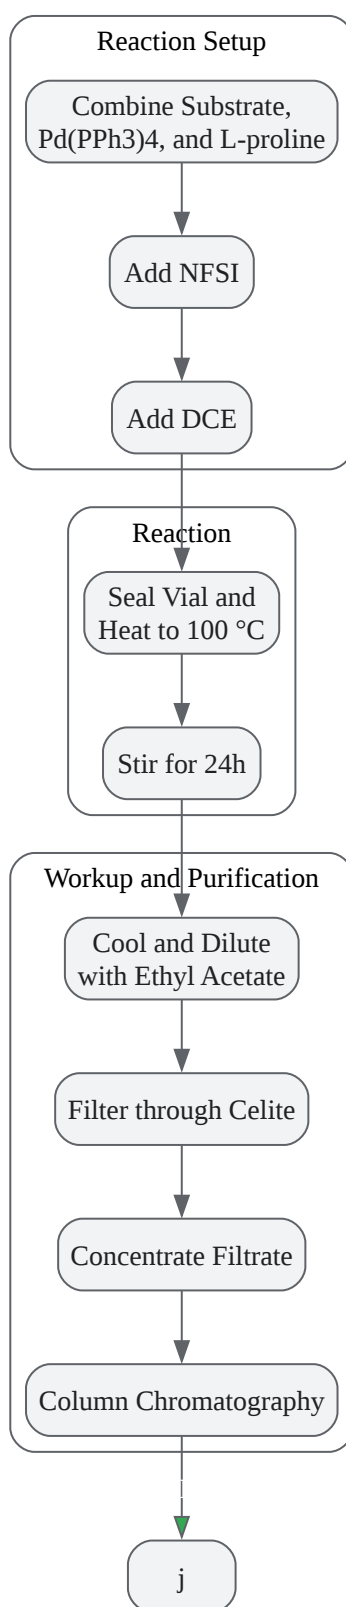 Reaction Setup
Combine Substrate,
Pd(PPh3)4, and L-proline
Add NFSI
Add DCE
Reaction
Seal Vial and
Heat to 100 °C
Stir for 24h
Workup and Purification
Cool and Dilute
with Ethyl Acetate
Filter through Celite
Concentrate Filtrate
Column Chromatography
j